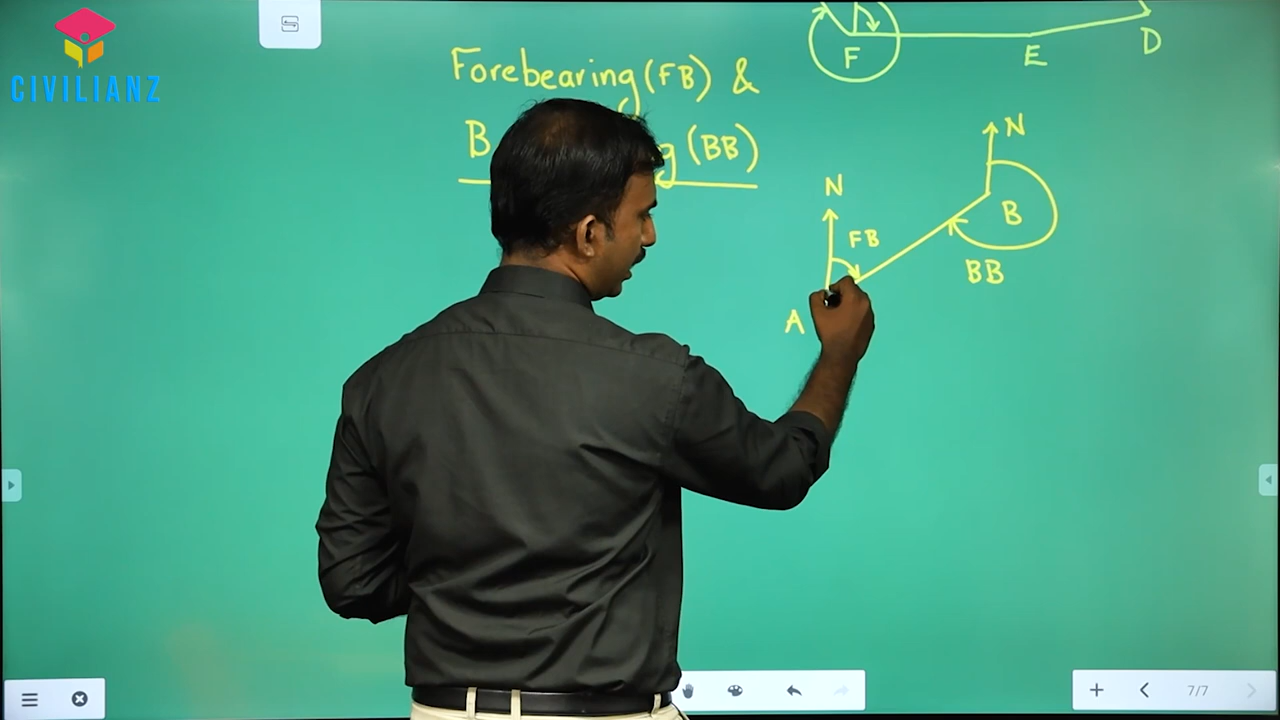 CIVILIANZ
F E D
Forebearing (FB) &
B g (BB)
N
N
FB
B
BB
A
7/7